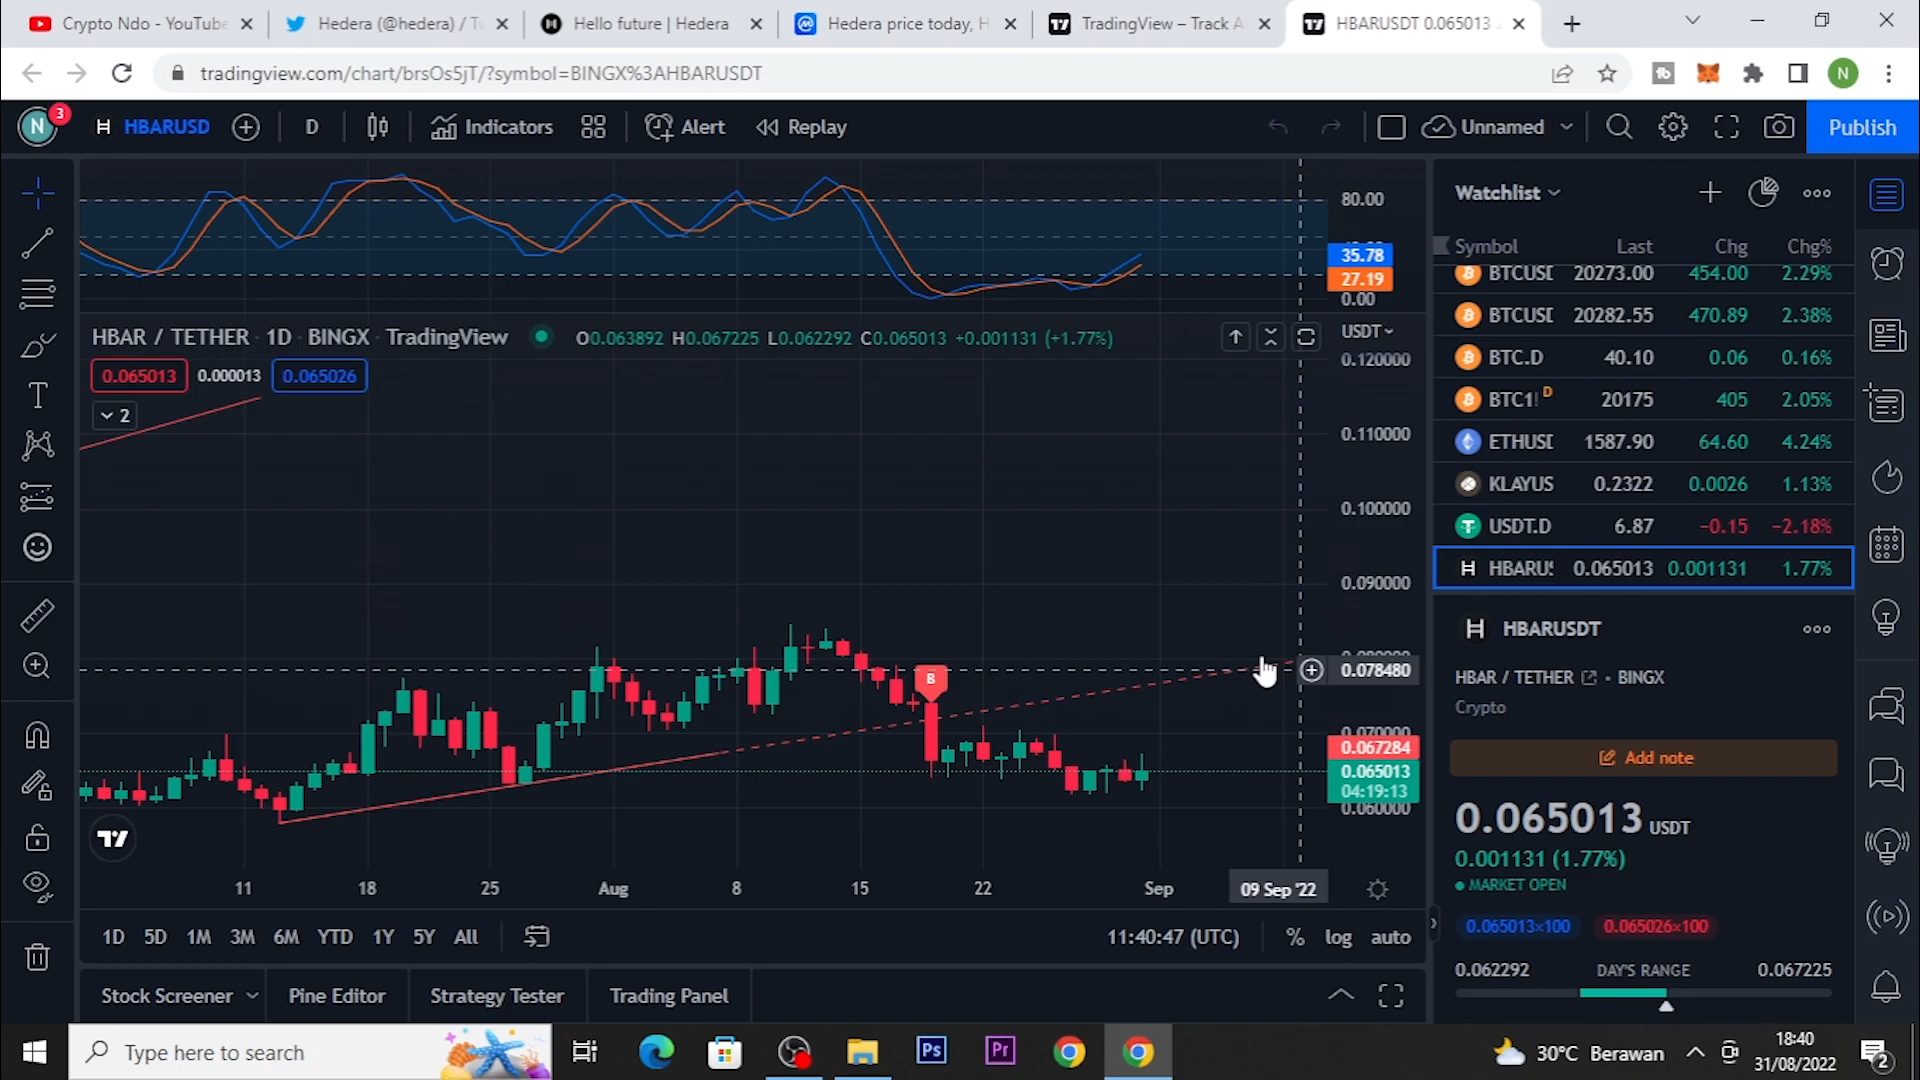 Crypto Ndo - YouTube
Hedera (@hedera) / Tw
Hello future | Hedera
Hedera price today, H
TradingView – Track A
HBARUSDT 0.065013
tradingview.com/chart/brsOs5jT/?symbol=BINGX%3AHBARUSDT
N
N
3
H
HBARUSD
D
Indicators
Alert
Replay
Unnamed
Publish
80.00
35.78
27.19
0.00
HBAR / TETHER · 1D · BINGX · TradingView
O0.063892 H0.067225 L0.062292 C0.065013 +0.001131 (+1.77%)
USDT
0.065013
0.000013
0.065026
2
0.120000
0.110000
0.100000
0.090000
0.078480
B
0.070000
0.067284
0.065013
04:19:13
0.060000
11
18
25
Aug
8
15
22
Sep
09 Sep '22
1D 5D 1M 3M 6M YTD 1Y 5Y All
11:40:47 (UTC)
% log auto
Stock Screener
Pine Editor
Strategy Tester
Trading Panel
Watchlist
Symbol Last Chg Chg%
BTCUSD 20273.00 454.00 2.29%
BTCUSD 20282.55 470.89 2.38%
BTC.D 40.10 0.06 0.16%
BTC1! D 20175 405 2.05%
ETHUSD 1587.90 64.60 4.24%
KLAYUS 0.2322 0.0026 1.13%
USDT.D 6.87 −0.15 −2.18%
HBARUS 0.065013 0.001131 1.77%
HBARUSDT
HBAR / TETHER • BINGX
Crypto
Add note
0.065013 USDT
0.001131 (1.77%)
MARKET OPEN
0.065013×100
0.065026×100
0.062292 DAY'S RANGE 0.067225
Type here to search
Ps
Pr
30°C Berawan
18:40
31/08/2022
2